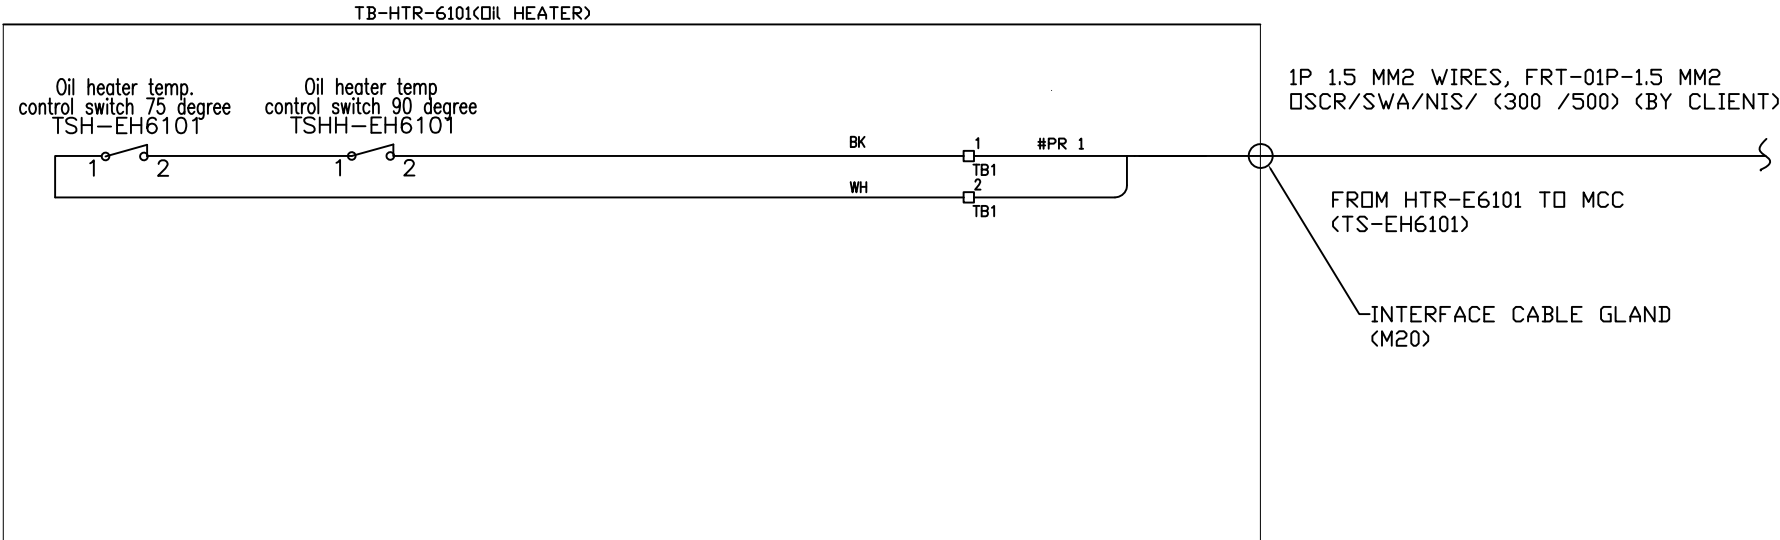 TB-HTR-6101(OIL HEATER)
Oil heater temp.
control switch 75 degree
TSH-EH6101
Oil heater temp
control switch 90 degree
TSHH-EH6101
1P 1.5 MM2 WIRES, FRT-01P-1.5 MM2
OSCR/SWA/NIS/ (300 /500) (BY CLIENT)
BK
1
#PR 1
1
2
1
2
TB1
WH
2
TB1
FROM HTR-E6101 TO MCC
(TS-EH6101)
INTERFACE CABLE GLAND
(M20)